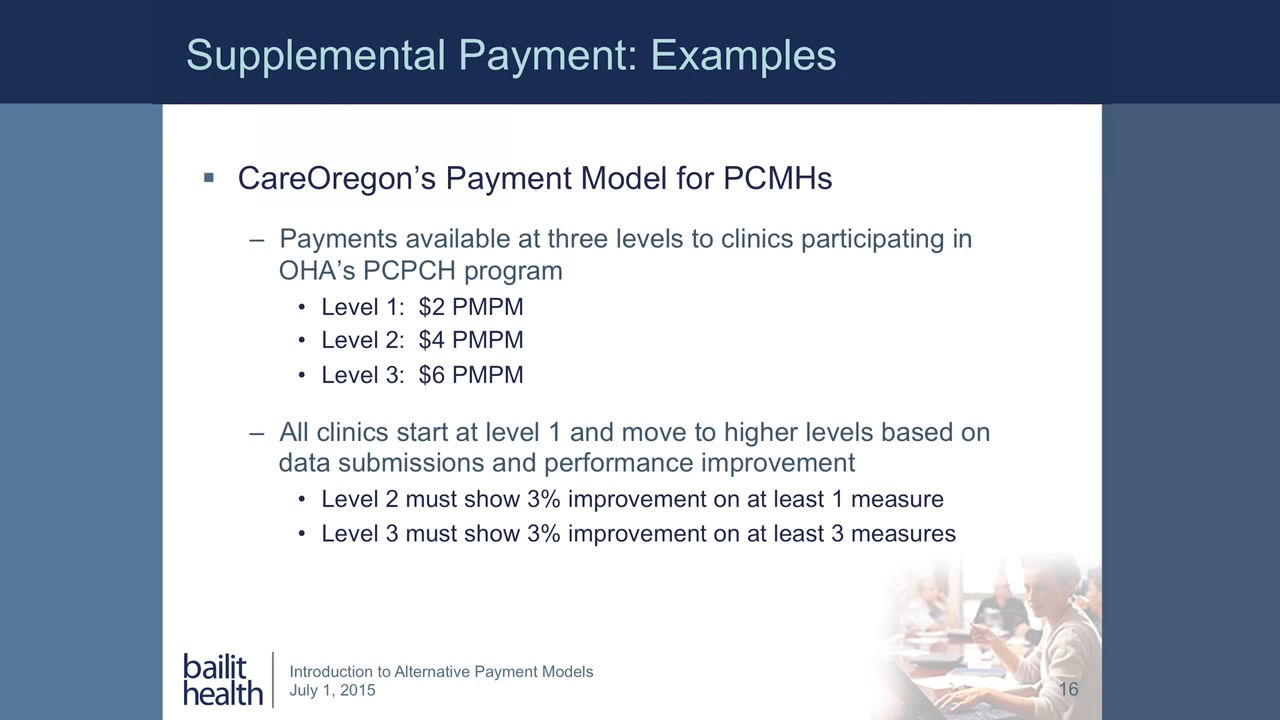 Supplemental Payment: Examples
▪ CareOregon’s Payment Model for PCMHs
– Payments available at three levels to clinics participating in
OHA’s PCPCH program
• Level 1: $2 PMPM
• Level 2: $4 PMPM
• Level 3: $6 PMPM
– All clinics start at level 1 and move to higher levels based on
data submissions and performance improvement
• Level 2 must show 3% improvement on at least 1 measure
• Level 3 must show 3% improvement on at least 3 measures
bailit
health
Introduction to Alternative Payment Models
July 1, 2015
16